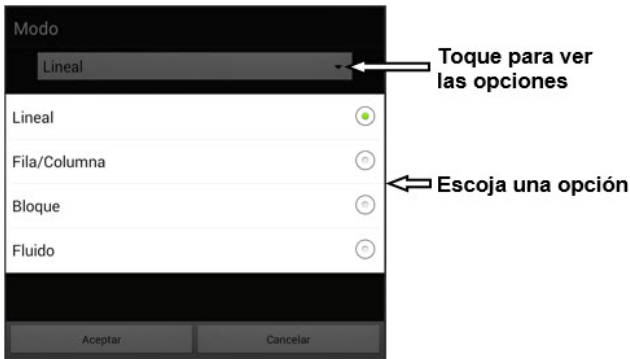 Modo
Lineal
Toque para ver
las opciones
Lineal
Fila/Columna
Escoja una opción
Bloque
Fluido
Aceptar
Cancelar